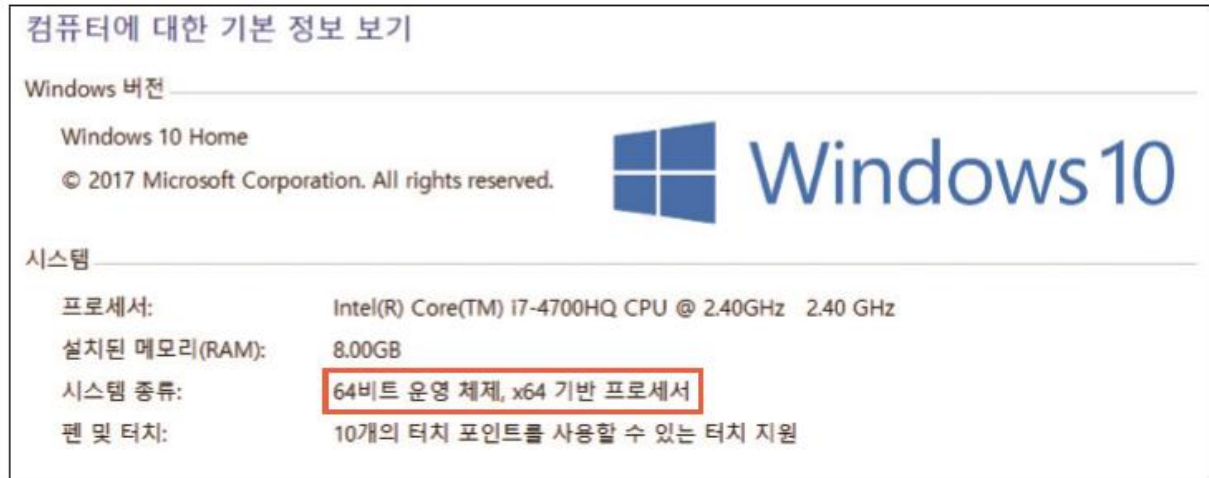 컴퓨터에 대한 기본 정보 보기
Windows 버전
Windows 10 Home
© 2017 Microsoft Corporation. All rights reserved.
Windows 10
시스템
프로세서: Intel(R) Core(TM) i7-4700HQ CPU @ 2.40GHz 2.40 GHz
설치된 메모리(RAM): 8.00GB
시스템 종류: 64비트 운영 체제, x64 기반 프로세서
펜 및 터치: 10개의 터치 포인트를 사용할 수 있는 터치 지원